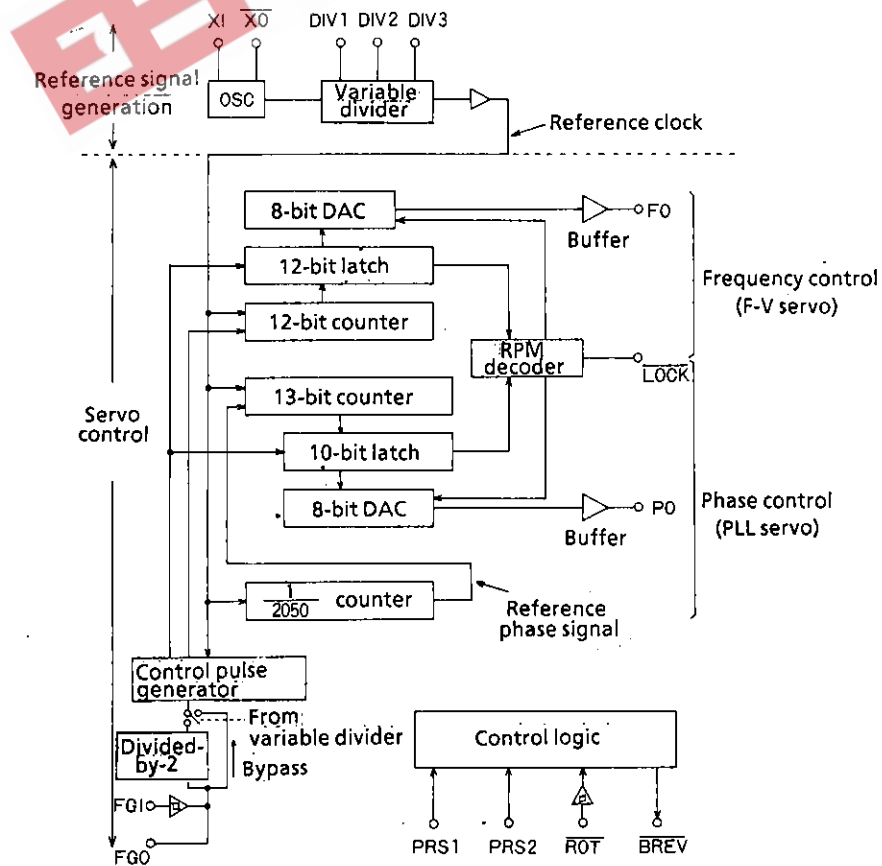 XI XO DIV1 DIV2 DIV3
Reference signal
generation
OSC
Variable
divider
Reference clock
8-bit DAC
FO
Buffer
12-bit latch
Frequency control
(F-V servo)
12-bit counter
RPM
decoder
LOCK
13-bit counter
Servo
control
10-bit latch
8-bit DAC
PO
Phase control
(PLL servo)
Buffer
1/2050 counter
Reference
phase signal
Control pulse
generator
From
variable divider
Divided-
by-2
Bypass
Control logic
FGI
FGO
PRS1 PRS2 ROT BREV